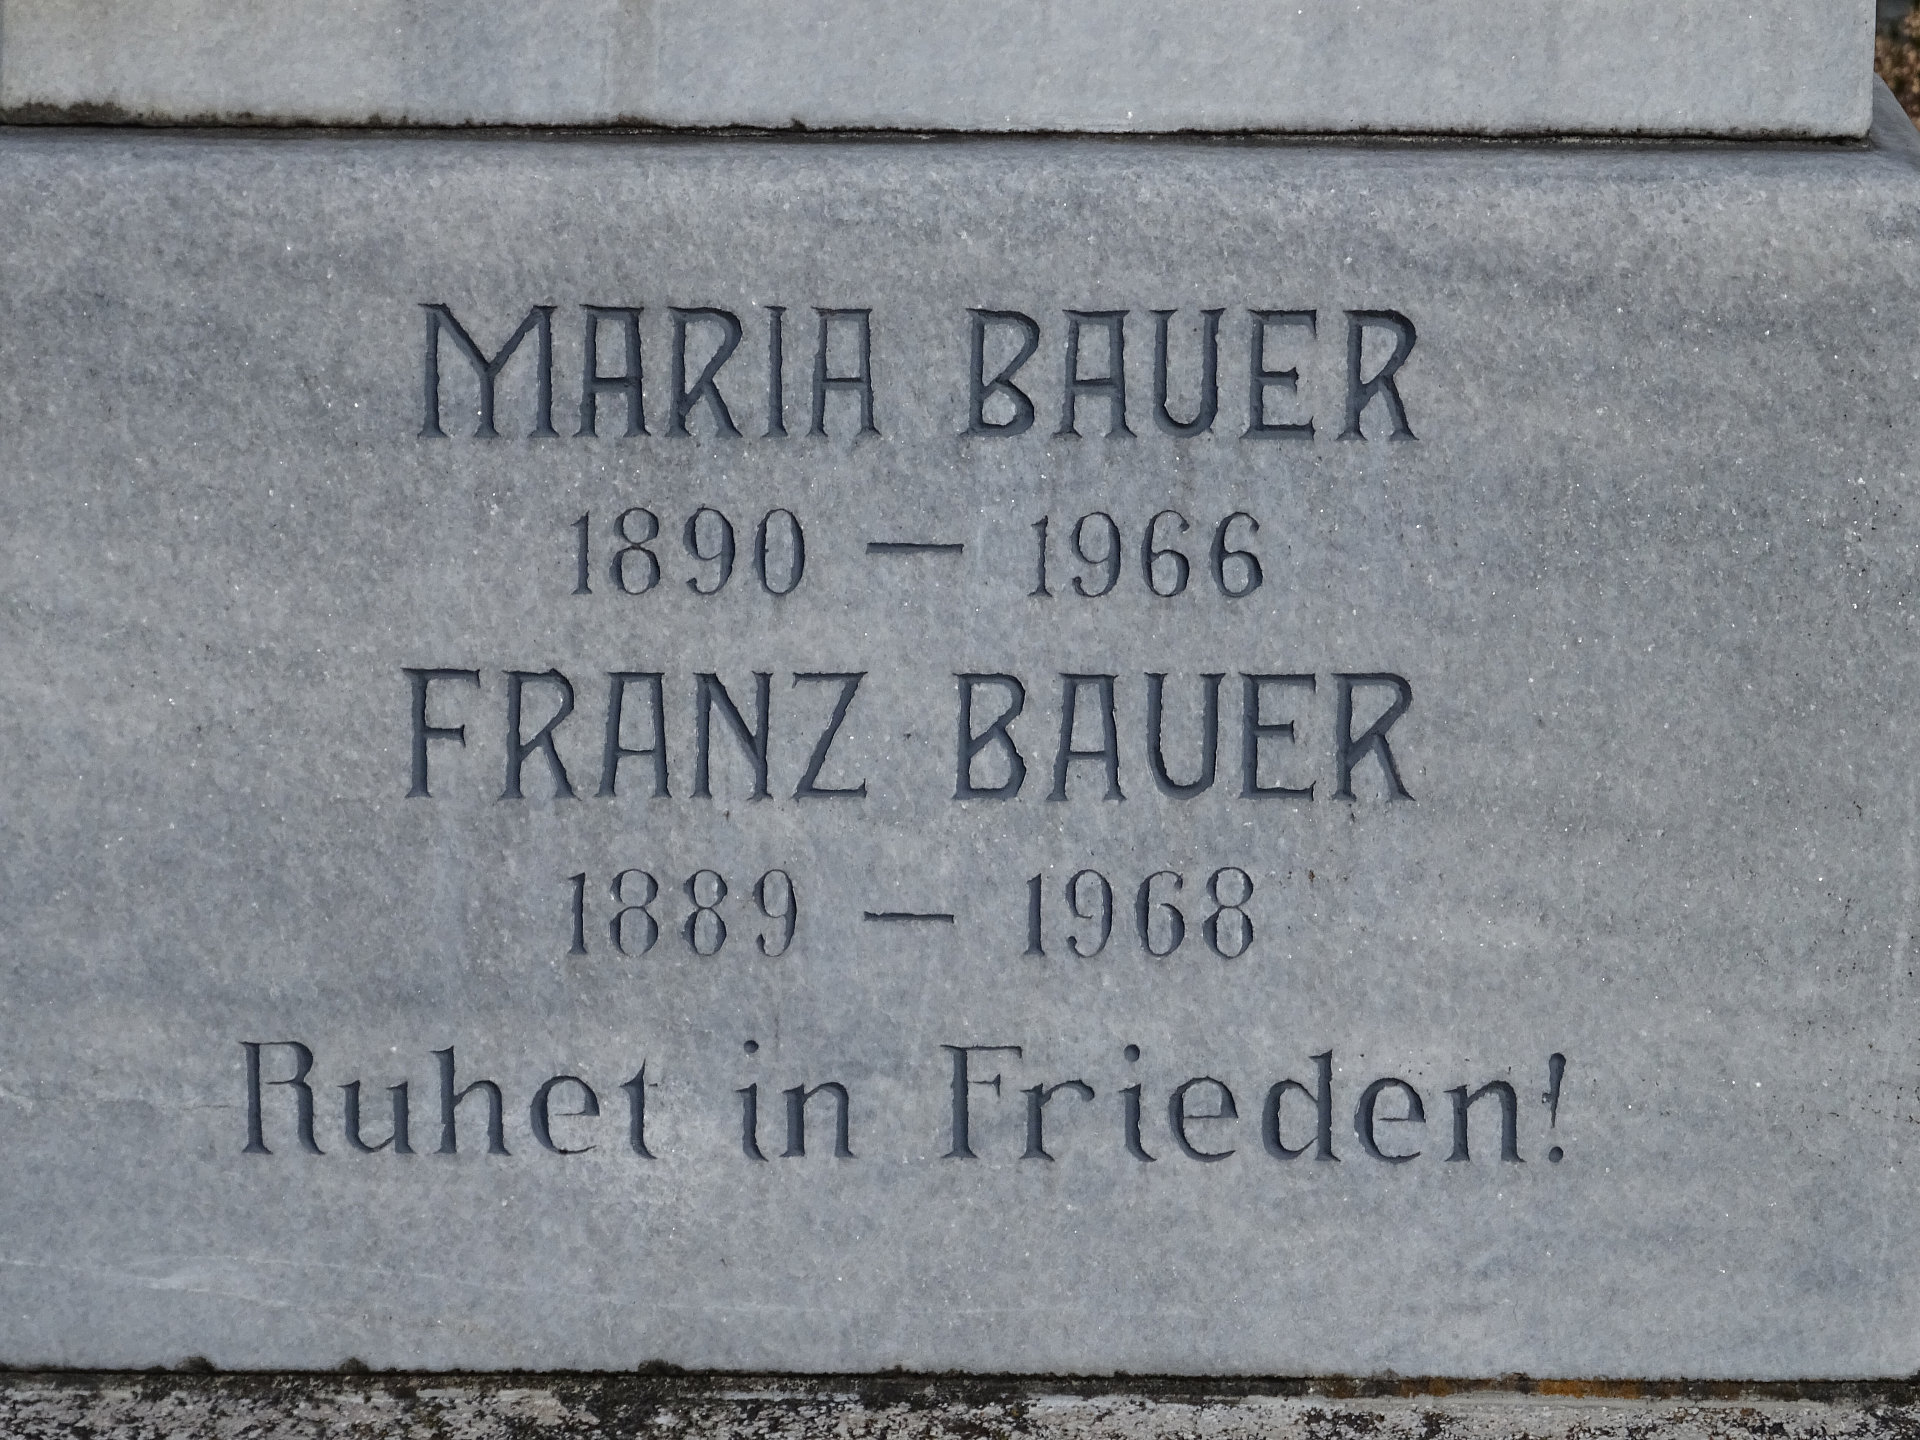 MARIA BAUER
1890 — 1966
FRANZ BAUER
1889 — 1968
Ruhet in Frieden!